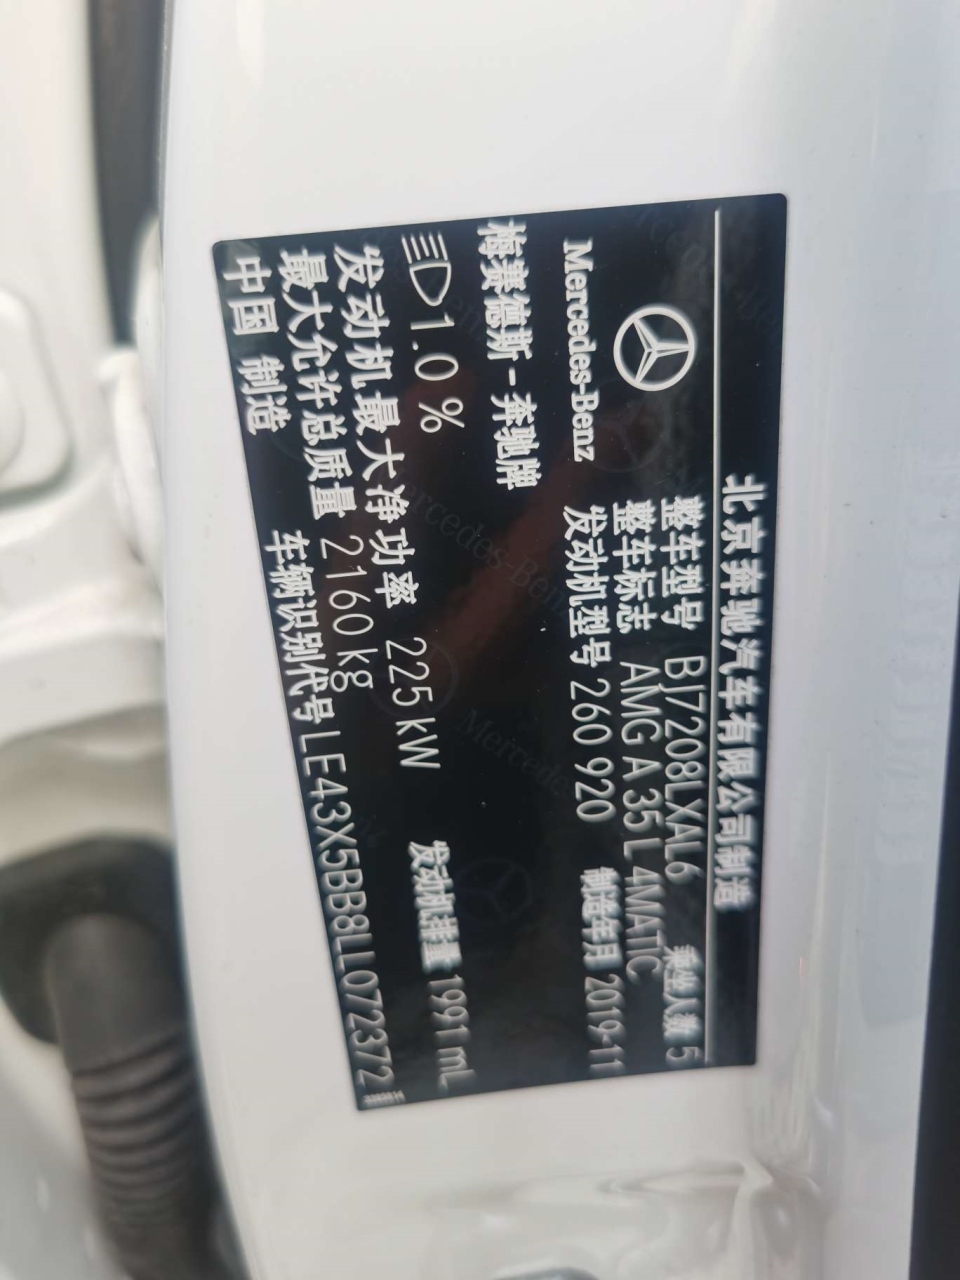 北京奔驰汽车有限公司制造
整车型号 BJ7208LXAL6 乘坐人数 5
整车标志 AMG A 35 L 4MATIC
Mercedes-Benz 发动机型号 260 920 制造年月 2019-11
梅赛德斯-奔驰牌
1.0 %
发动机最大净功率 225 kW 发动机排量 1991 mL
最大允许总质量 2160 kg
中国 制造 车辆识别代号 LE43X5BB8LL072372